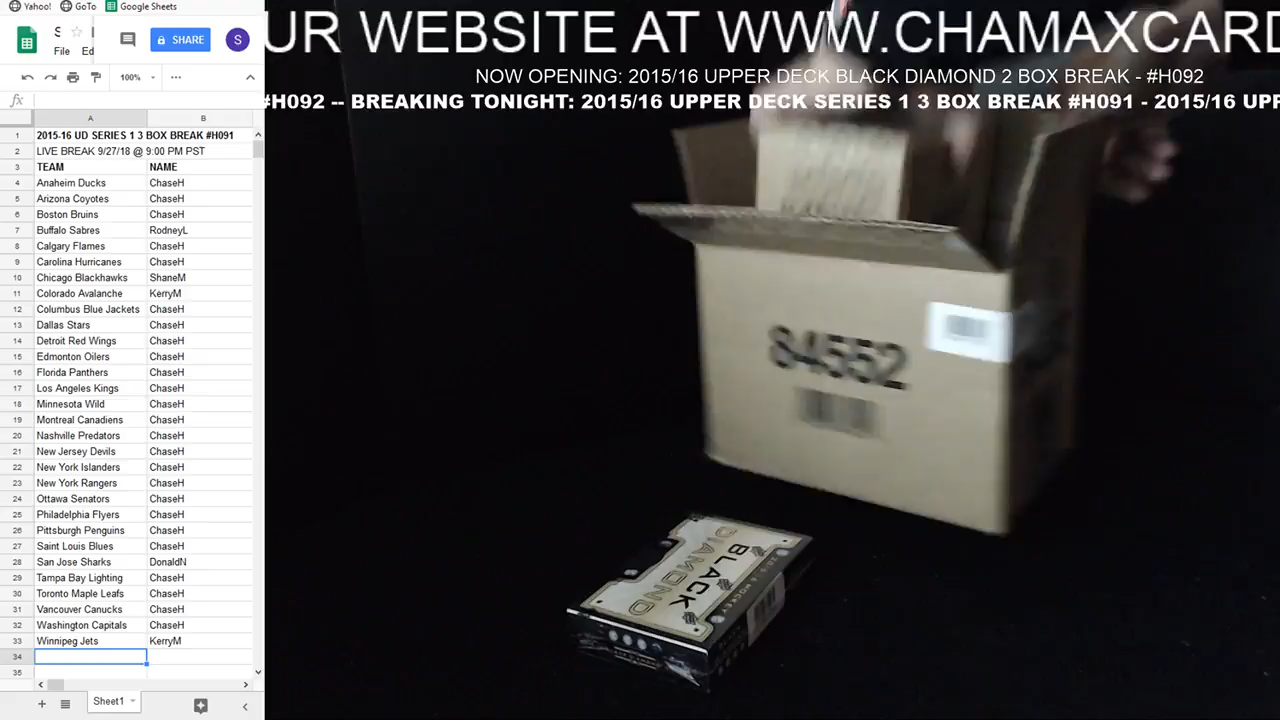 Yahoo! GoTo Google Sheets
S
File Ed
SHARE S
100%
fx
A B
1 2015-16 UD SERIES 1 3 BOX BREAK #H091
2 LIVE BREAK 9/27/18 @ 9:00 PM PST
3 TEAM NAME
4 Anaheim Ducks ChaseH
5 Arizona Coyotes ChaseH
6 Boston Bruins ChaseH
7 Buffalo Sabres RodneyL
8 Calgary Flames ChaseH
9 Carolina Hurricanes ChaseH
10 Chicago Blackhawks ShaneM
11 Colorado Avalanche KerryM
12 Columbus Blue Jackets ChaseH
13 Dallas Stars ChaseH
14 Detroit Red Wings ChaseH
15 Edmonton Oilers ChaseH
16 Florida Panthers ChaseH
17 Los Angeles Kings ChaseH
18 Minnesota Wild ChaseH
19 Montreal Canadiens ChaseH
20 Nashville Predators ChaseH
21 New Jersey Devils ChaseH
22 New York Islanders ChaseH
23 New York Rangers ChaseH
24 Ottawa Senators ChaseH
25 Philadelphia Flyers ChaseH
26 Pittsburgh Penguins ChaseH
27 Saint Louis Blues ChaseH
28 San Jose Sharks DonaldN
29 Tampa Bay Lighting ChaseH
30 Toronto Maple Leafs ChaseH
31 Vancouver Canucks ChaseH
32 Washington Capitals ChaseH
33 Winnipeg Jets KerryM
34
35
Sheet1
UR WEBSITE AT WWW.CHAMAXCARD
NOW OPENING: 2015/16 UPPER DECK BLACK DIAMOND 2 BOX BREAK - #H092
#H092 -- BREAKING TONIGHT: 2015/16 UPPER DECK SERIES 1 3 BOX BREAK #H091 - 2015/16 UPP
84552
BLACK
DIAMOND